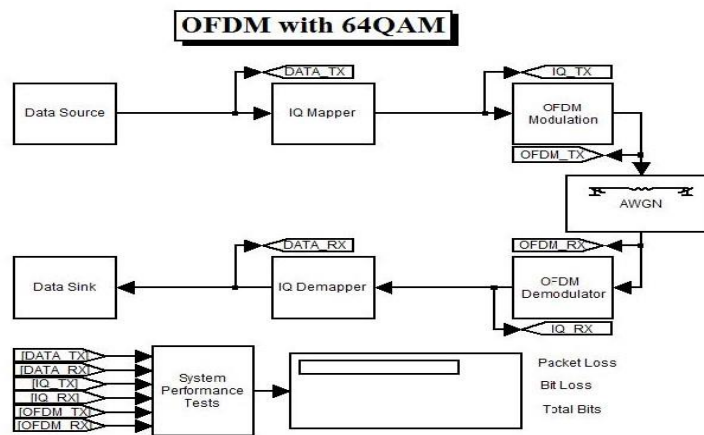 OFDM with 64QAM
DATA_TX
IQ_TX
Data Source
IQ Mapper
OFDM
Modulation
OFDM_TX
AWGN
DATA_RX
OFDM_RX
Data Sink
IQ Demapper
OFDM
Demodulator
IQ_RX
[DATA_TX]
[DATA_RX]
[IQ_TX]
[IQ_RX]
[OFDM_TX]
[OFDM_RX]
System
Performance
Tests
Packet Loss
Bit Loss
Total Bits